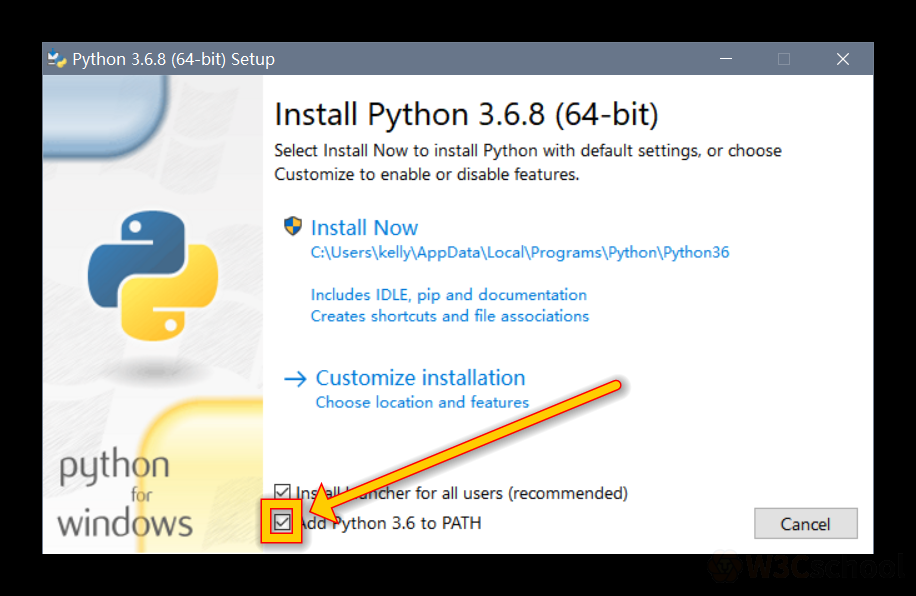 Python 3.6.8 (64-bit) Setup
Install Python 3.6.8 (64-bit)
Select Install Now to install Python with default settings, or choose
Customize to enable or disable features.
Install Now
C:\Users\kelly\AppData\Local\Programs\Python\Python36
Includes IDLE, pip and documentation
Creates shortcuts and file associations
Customize installation
Choose location and features
python
for
windows
Install launcher for all users (recommended)
Add Python 3.6 to PATH
Cancel
W3Cschool